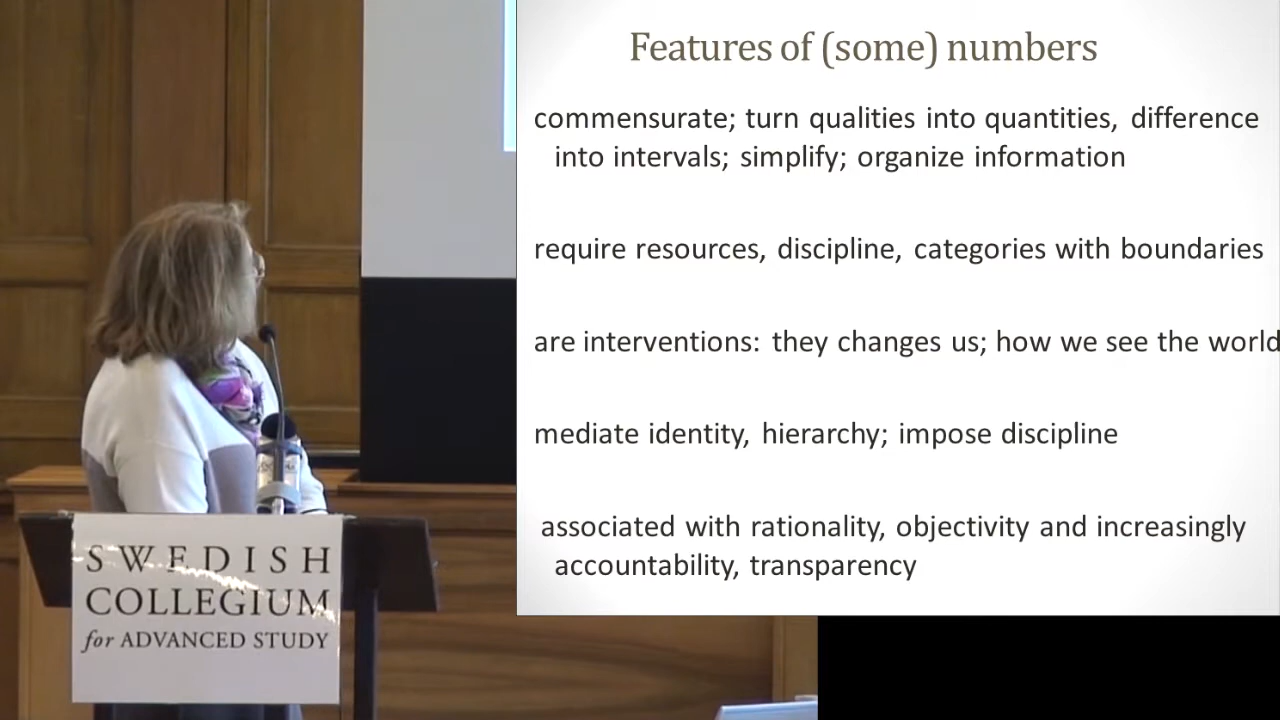 Features of (some) numbers
commensurate; turn qualities into quantities, difference
into intervals; simplify; organize information
require resources, discipline, categories with boundaries
are interventions: they changes us; how we see the world
mediate identity, hierarchy; impose discipline
associated with rationality, objectivity and increasingly
accountability, transparency
SWEDISH
COLLEGIUM
for ADVANCED STUDY